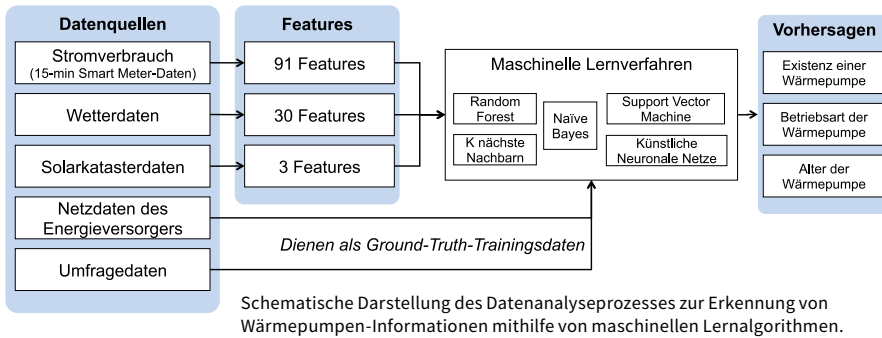 Datenquellen
Stromverbrauch
(15-min Smart Meter-Daten)
Wetterdaten
Solarkatasterdaten
Netzdaten des
Energieversorgers
Umfragedaten
Features
91 Features
30 Features
3 Features
Maschinelle Lernverfahren
Random
Forest
K nächste
Nachbarn
Naïve
Bayes
Support Vector
Machine
Künstliche
Neuronale Netze
Dienen als Ground-Truth-Trainingsdaten
Vorhersagen
Existenz einer
Wärmepumpe
Betriebsart der
Wärmepumpe
Alter der
Wärmepumpe
Schematische Darstellung des Datenanalyseprozesses zur Erkennung von
Wärmepumpen-Informationen mithilfe von maschinellen Lernalgorithmen.